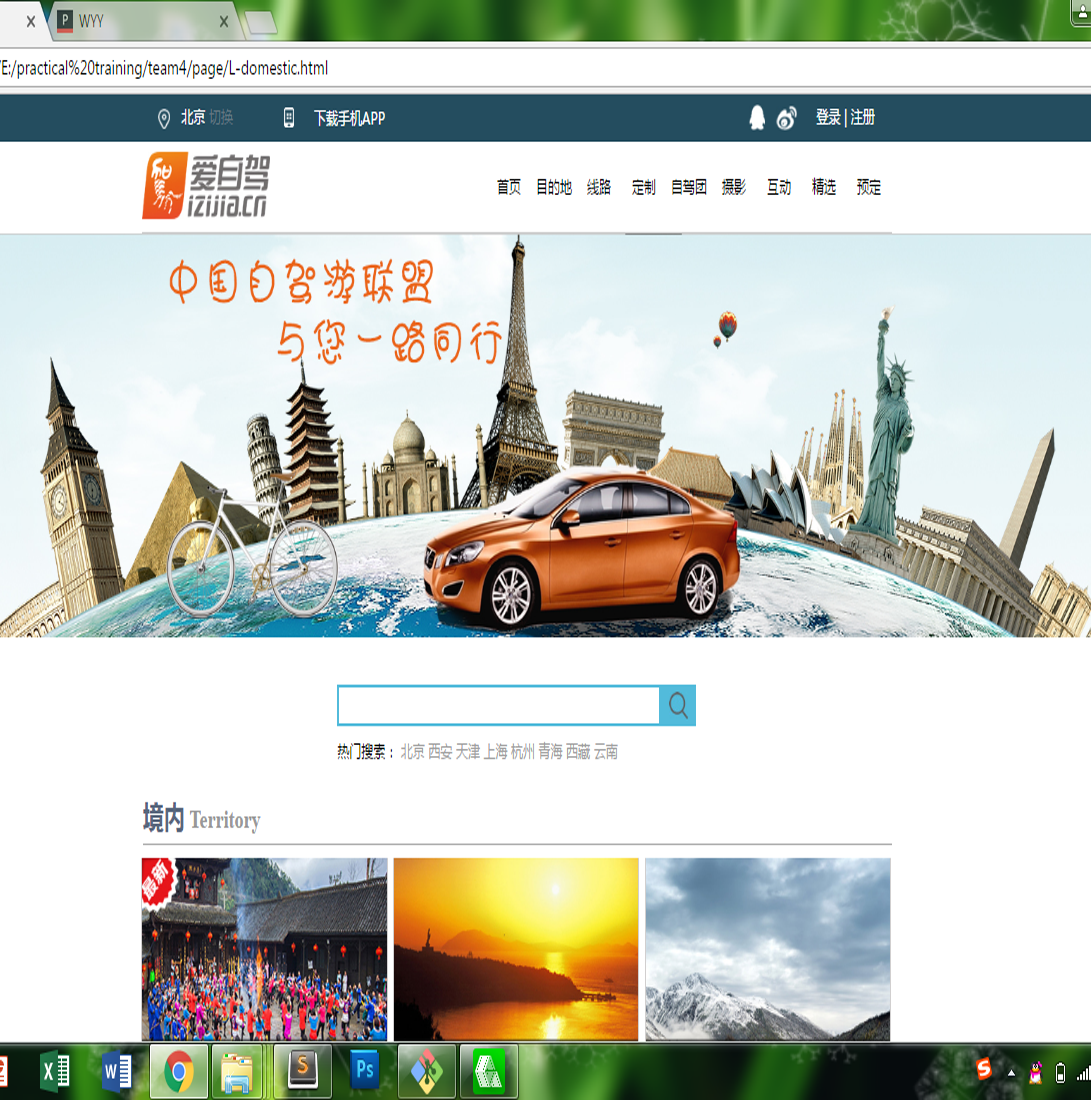 WYY
E:/practical%20training/team4/page/L-domestic.html
北京 切换 下载手机APP 登录 | 注册
爱自驾
izijia.cn
首页 目的地 线路 定制 自驾团 摄影 互动 精选 预定
中国自驾游联盟
与您一路同行
热门搜索： 北京 西安 天津 上海 杭州 青海 西藏 云南
境内 Territory
最新